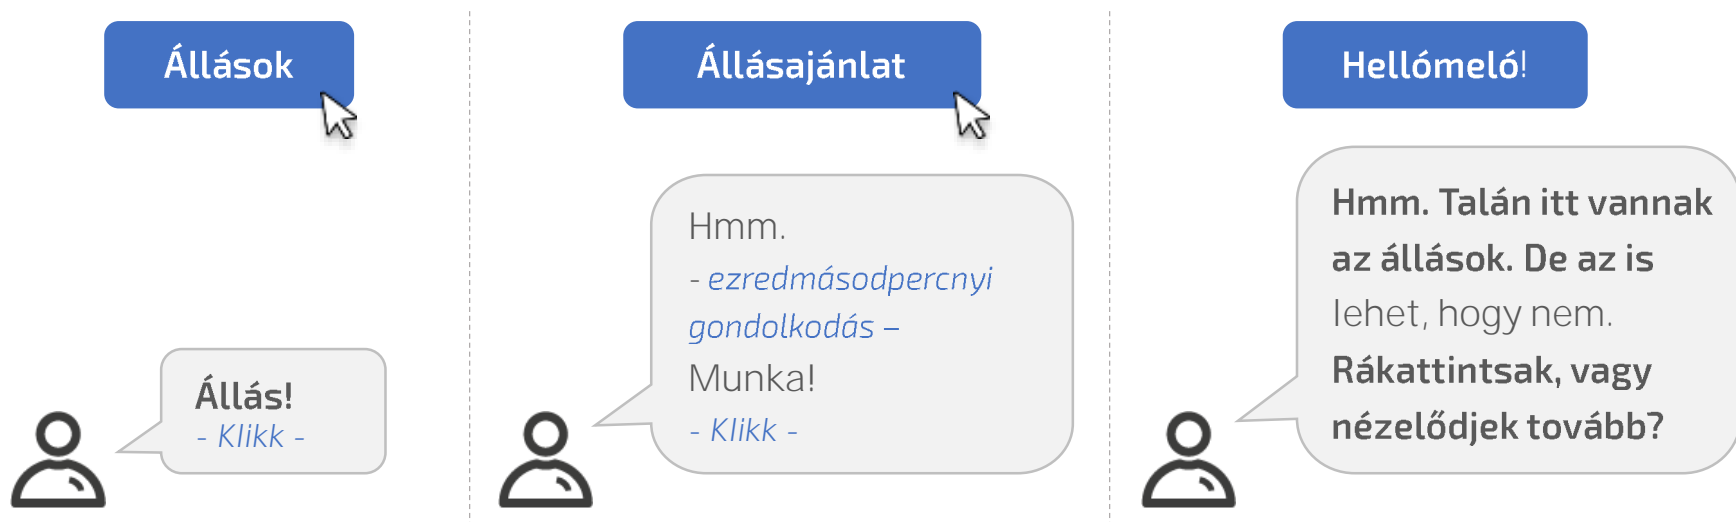 Állások
Állás!
- Klikk -
Állásajánlat
Hmm.
- ezredmásodpercnyi
gondolkodás –
Munka!
- Klikk -
Hellómeló!
Hmm. Talán itt vannak
az állások. De az is
lehet, hogy nem.
Rákattintsak, vagy
nézelődjek tovább?